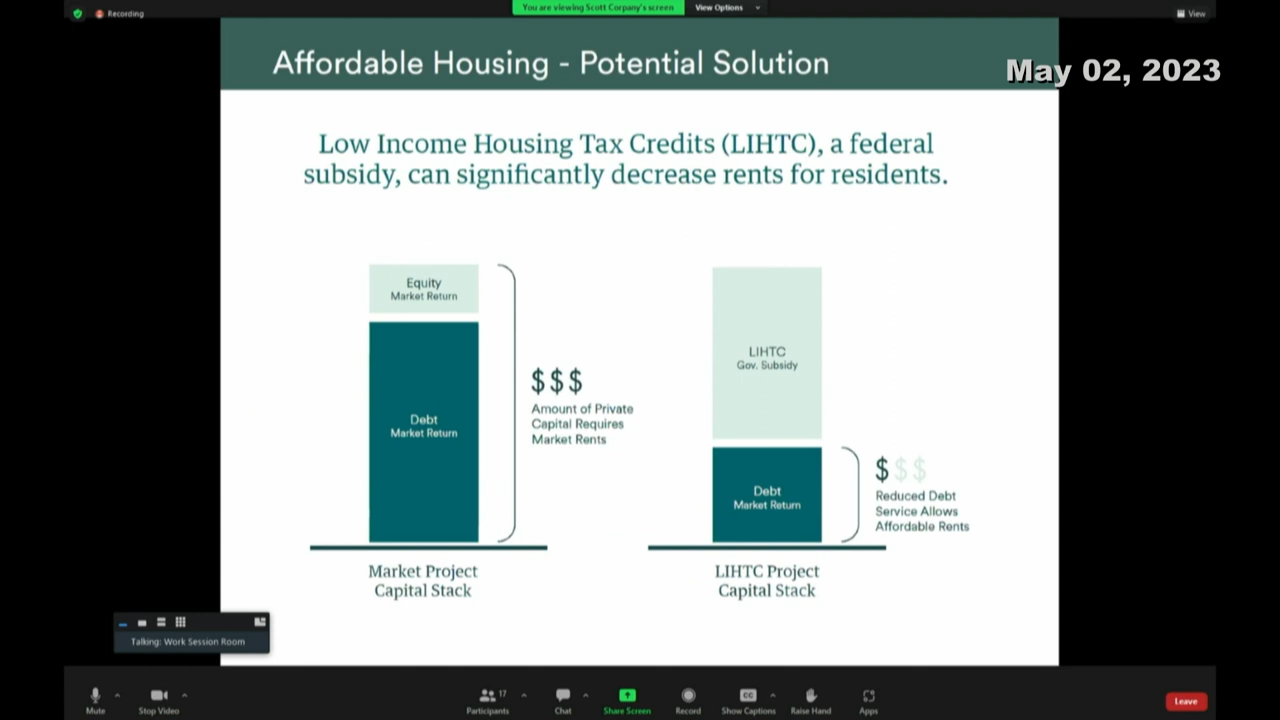 Recording
You are viewing Scott Corpany's screen
View Options
View
Affordable Housing - Potential Solution
May 02, 2023
Low Income Housing Tax Credits (LIHTC), a federal
subsidy, can significantly decrease rents for residents.
Equity
Market Return
Debt
Market Return
$$$
Amount of Private
Capital Requires
Market Rents
Market Project
Capital Stack
LIHTC
Gov. Subsidy
Debt
Market Return
$$$
Reduced Debt
Service Allows
Affordable Rents
LIHTC Project
Capital Stack
Talking: Work Session Room
Mute
Stop Video
Participants
17
Chat
Share Screen
Record
CC
Show Captions
Raise Hand
Apps
Leave